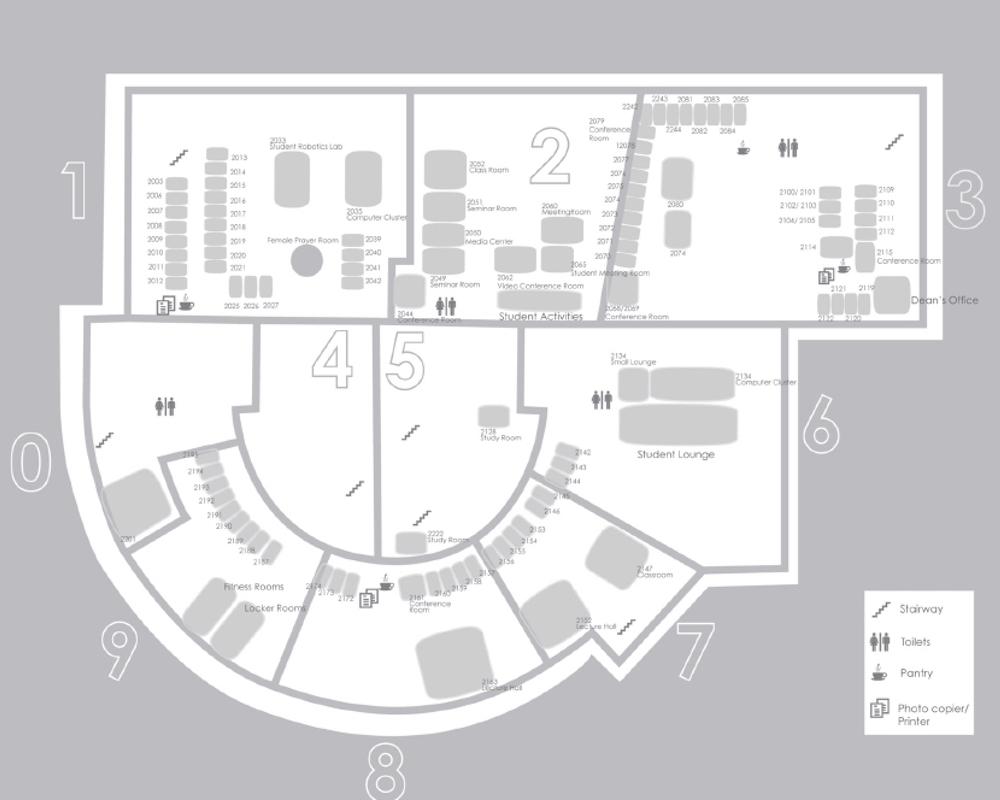 2033
Student Robotics Lab
2013
2014
2015
2016
2017
2018
2019
2020
2021
2005
2006
2007
2008
2009
2010
2011
2012
2025 2026 2027
2035
Computer Cluster
Female Prayer Room
2039
2040
2041
2042
1
2
2052
Class Room
2051
Seminar Room
2050
Media Center
2049
Seminar Room
2044
Conference Room
2060
MeetingRoom
2062
Video Conference Room
2065
Student Meeting Room
Student Activities
2079
Conference
Room
2242
2243 2081 2083 2085
2244 2082 2084
2077
2075
2074
2073
2072
2071
2070
2068/2069
Conference Room
2080
2074
3
2100/ 2101
2102/ 2103
2104/ 2105
2109
2110
2111
2112
2114
2115
Conference Room
2121 2119
2122 2120
Dean's Office
4
5
2128
Study Room
2222
Study Room
2134
Small Lounge
2134
Computer Cluster
Student Lounge
6
0
2201
2195
2194
2193
2192
2191
2190
2189
2188
2187
2142
2143
2144
2145
2146
2153
2154
2155
2156
2157
2158
2159
2160
2161
Conference
Room
2174
2173
2172
Fitness Rooms
Locker Rooms
2147
Classroom
2152
Lecture Hall
2163
Lecture Hall
9
8
7
Stairway
Toilets
Pantry
Photo copier/
Printer